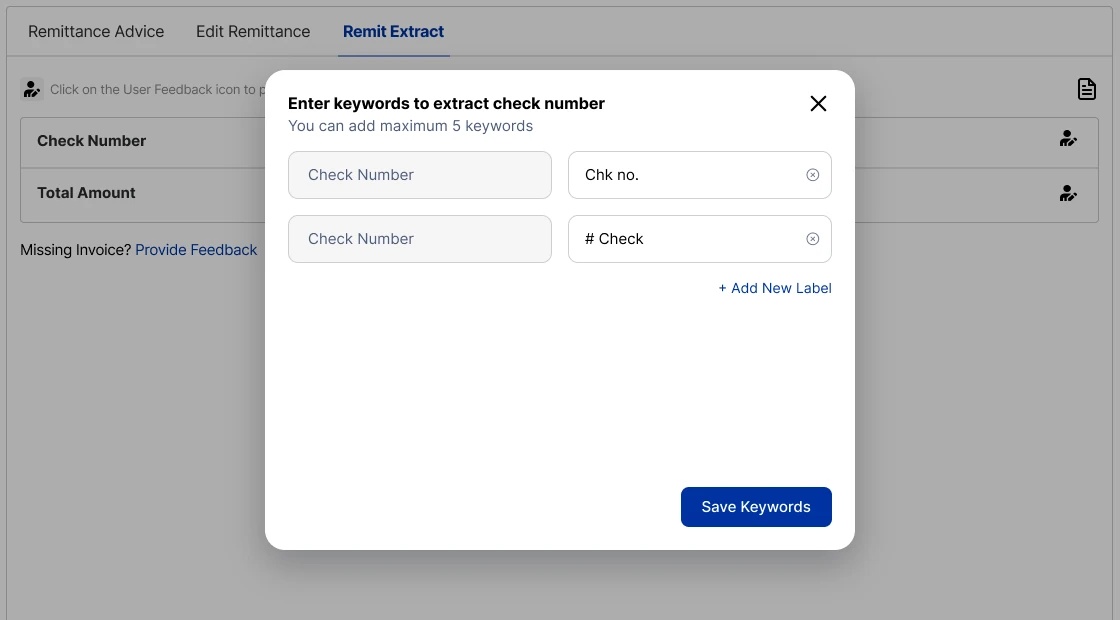 Remittance Advice Edit Remittance Remit Extract
Click on the User Feedback icon to p
Enter keywords to extract check number
You can add maximum 5 keywords
Check Number
Total Amount
Missing Invoice? Provide Feedback
Check Number Chk no.
Check Number # Check
+ Add New Label
Save Keywords